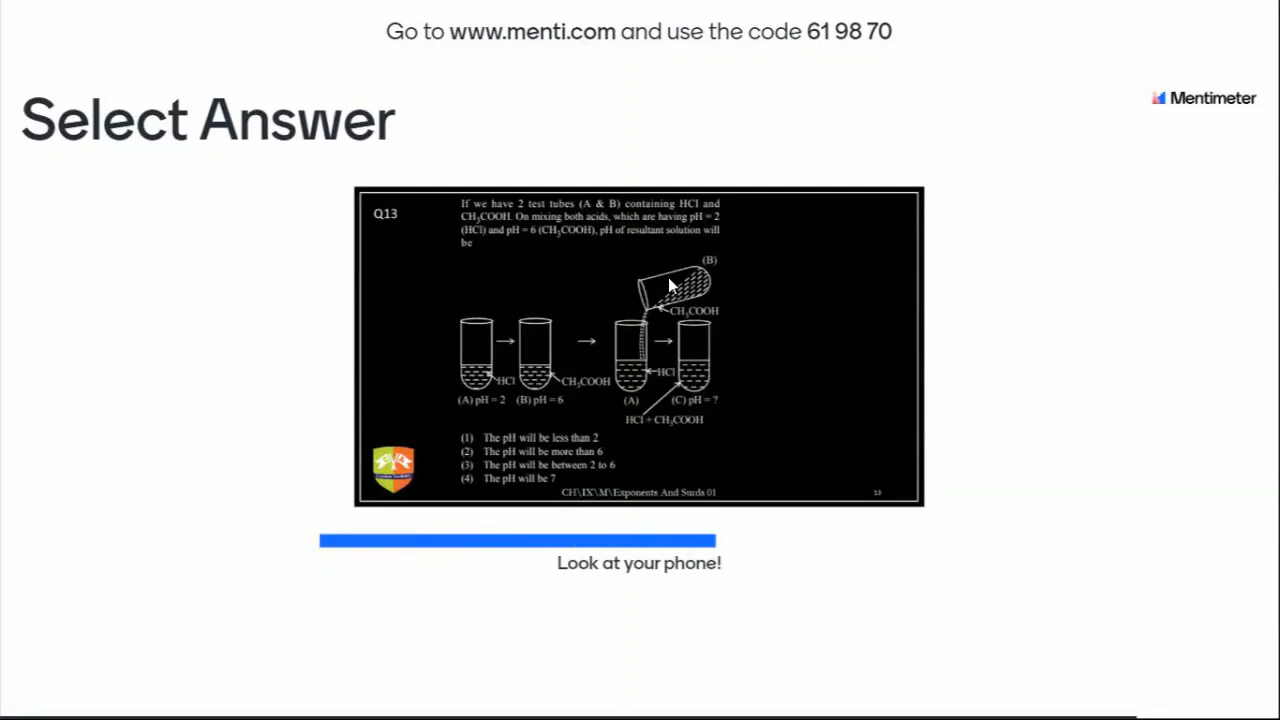 Go to www.menti.com and use the code 61 98 70
Select Answer
Mentimeter
Q13
If we have 2 test tubes (A & B) containing HCl and
CH₃COOH. On mixing both acids, which are having pH = 2
(HCl) and pH = 6 (CH₃COOH), pH of resultant solution will
be
(B)
CH₃COOH
HCl
CH₃COOH
HCl
(A) pH = 2 (B) pH = 6 (A) (C) pH = ?
HCl + CH₃COOH
(1) The pH will be less than 2
(2) The pH will be more than 6
(3) The pH will be between 2 to 6
(4) The pH will be 7
CH\IX\M\Exponents And Surds 01
13
Look at your phone!